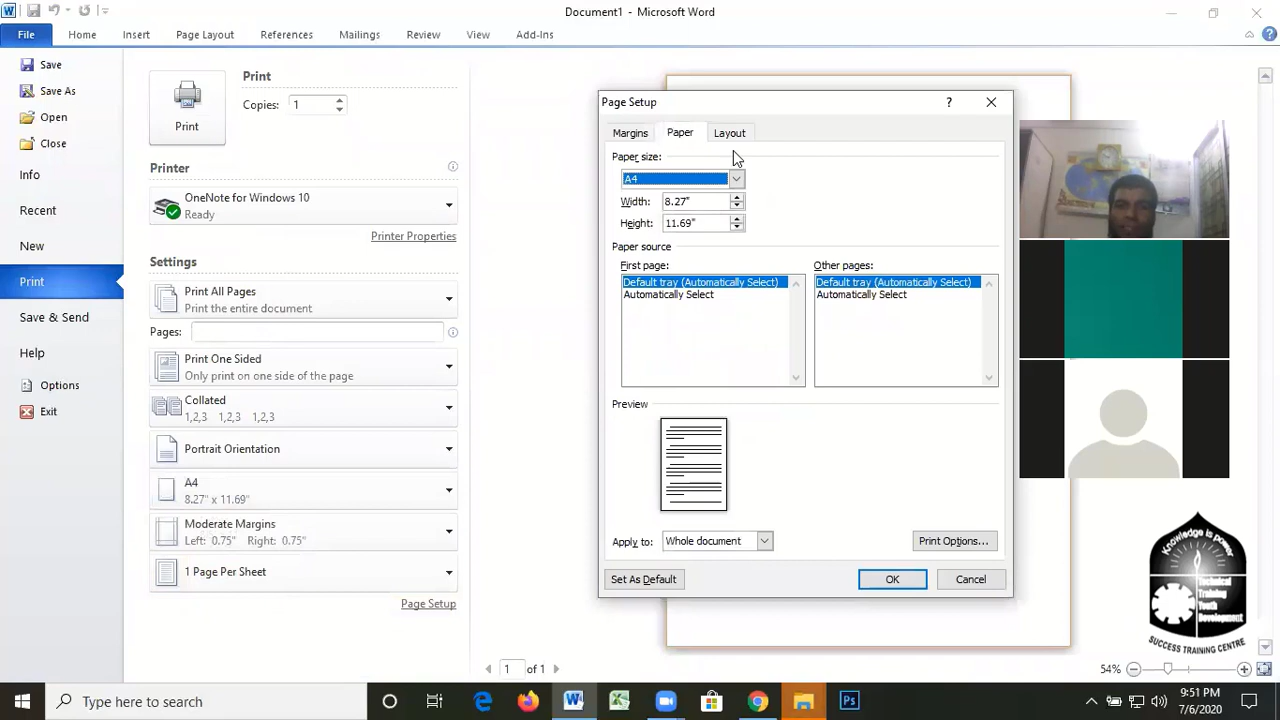 Document1 - Microsoft Word
File Home Insert Page Layout References Mailings Review View Add-Ins
Save
Save As
Open
Close
Info
Recent
New
Print
Save & Send
Help
Options
Exit
Print
Print
Copies: 1
Printer
OneNote for Windows 10
Ready
Printer Properties
Settings
Print All Pages
Print the entire document
Pages:
Print One Sided
Only print on one side of the page
Collated
1,2,3 1,2,3 1,2,3
Portrait Orientation
A4
8.27" x 11.69"
Moderate Margins
Left: 0.75" Right: 0.75"
1 Page Per Sheet
Page Setup
Page Setup
Margins Paper Layout
Paper size:
A4
Width: 8.27"
Height: 11.69"
Paper source
First page: Other pages:
Default tray (Automatically Select) Default tray (Automatically Select)
Automatically Select Automatically Select
Preview
Apply to: Whole document Print Options...
Set As Default OK Cancel
Knowledge is power
Technical
Training
Youth
Development
SUCCESS TRAINING CENTRE
1 of 1
54%
Type here to search
9:51 PM
7/6/2020